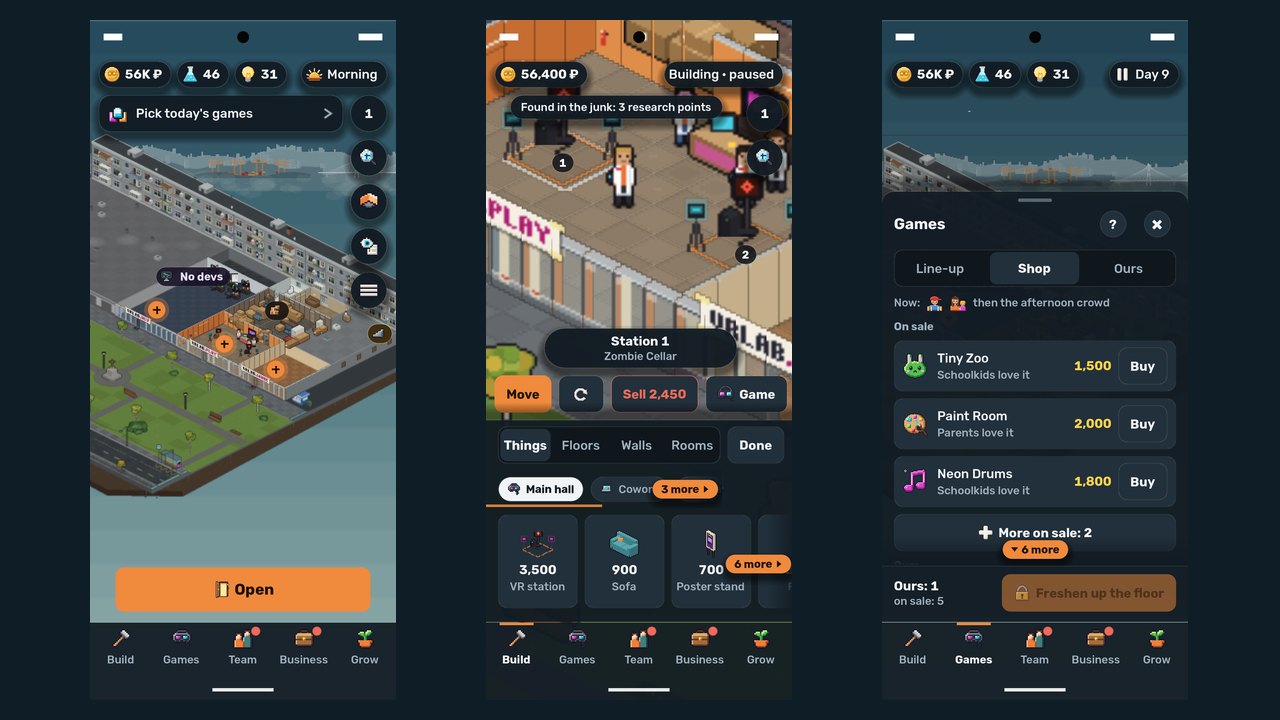 56K ₽
46
31
Morning
Pick today's games
1
No devs
Open
Build
Games
Team
Business
Grow
56,400 ₽
Building • paused
Found in the junk: 3 research points
1
1
2
PLAY
VRLAB.
Station 1
Zombie Cellar
Move
Sell 2,450
Game
Things
Floors
Walls
Rooms
Done
Main hall
Cowor
3 more
3,500
VR station
900
Sofa
700
Poster stand
6 more
Build
Games
Team
Business
Grow
56K ₽
46
31
Day 9
Games
?
Line-up
Shop
Ours
Now:
then the afternoon crowd
On sale
Tiny Zoo
Schoolkids love it
1,500
Buy
Paint Room
Parents love it
2,000
Buy
Neon Drums
Schoolkids love it
1,800
Buy
More on sale: 2
6 more
Ours: 1
on sale: 5
Freshen up the floor
Build
Games
Team
Business
Grow